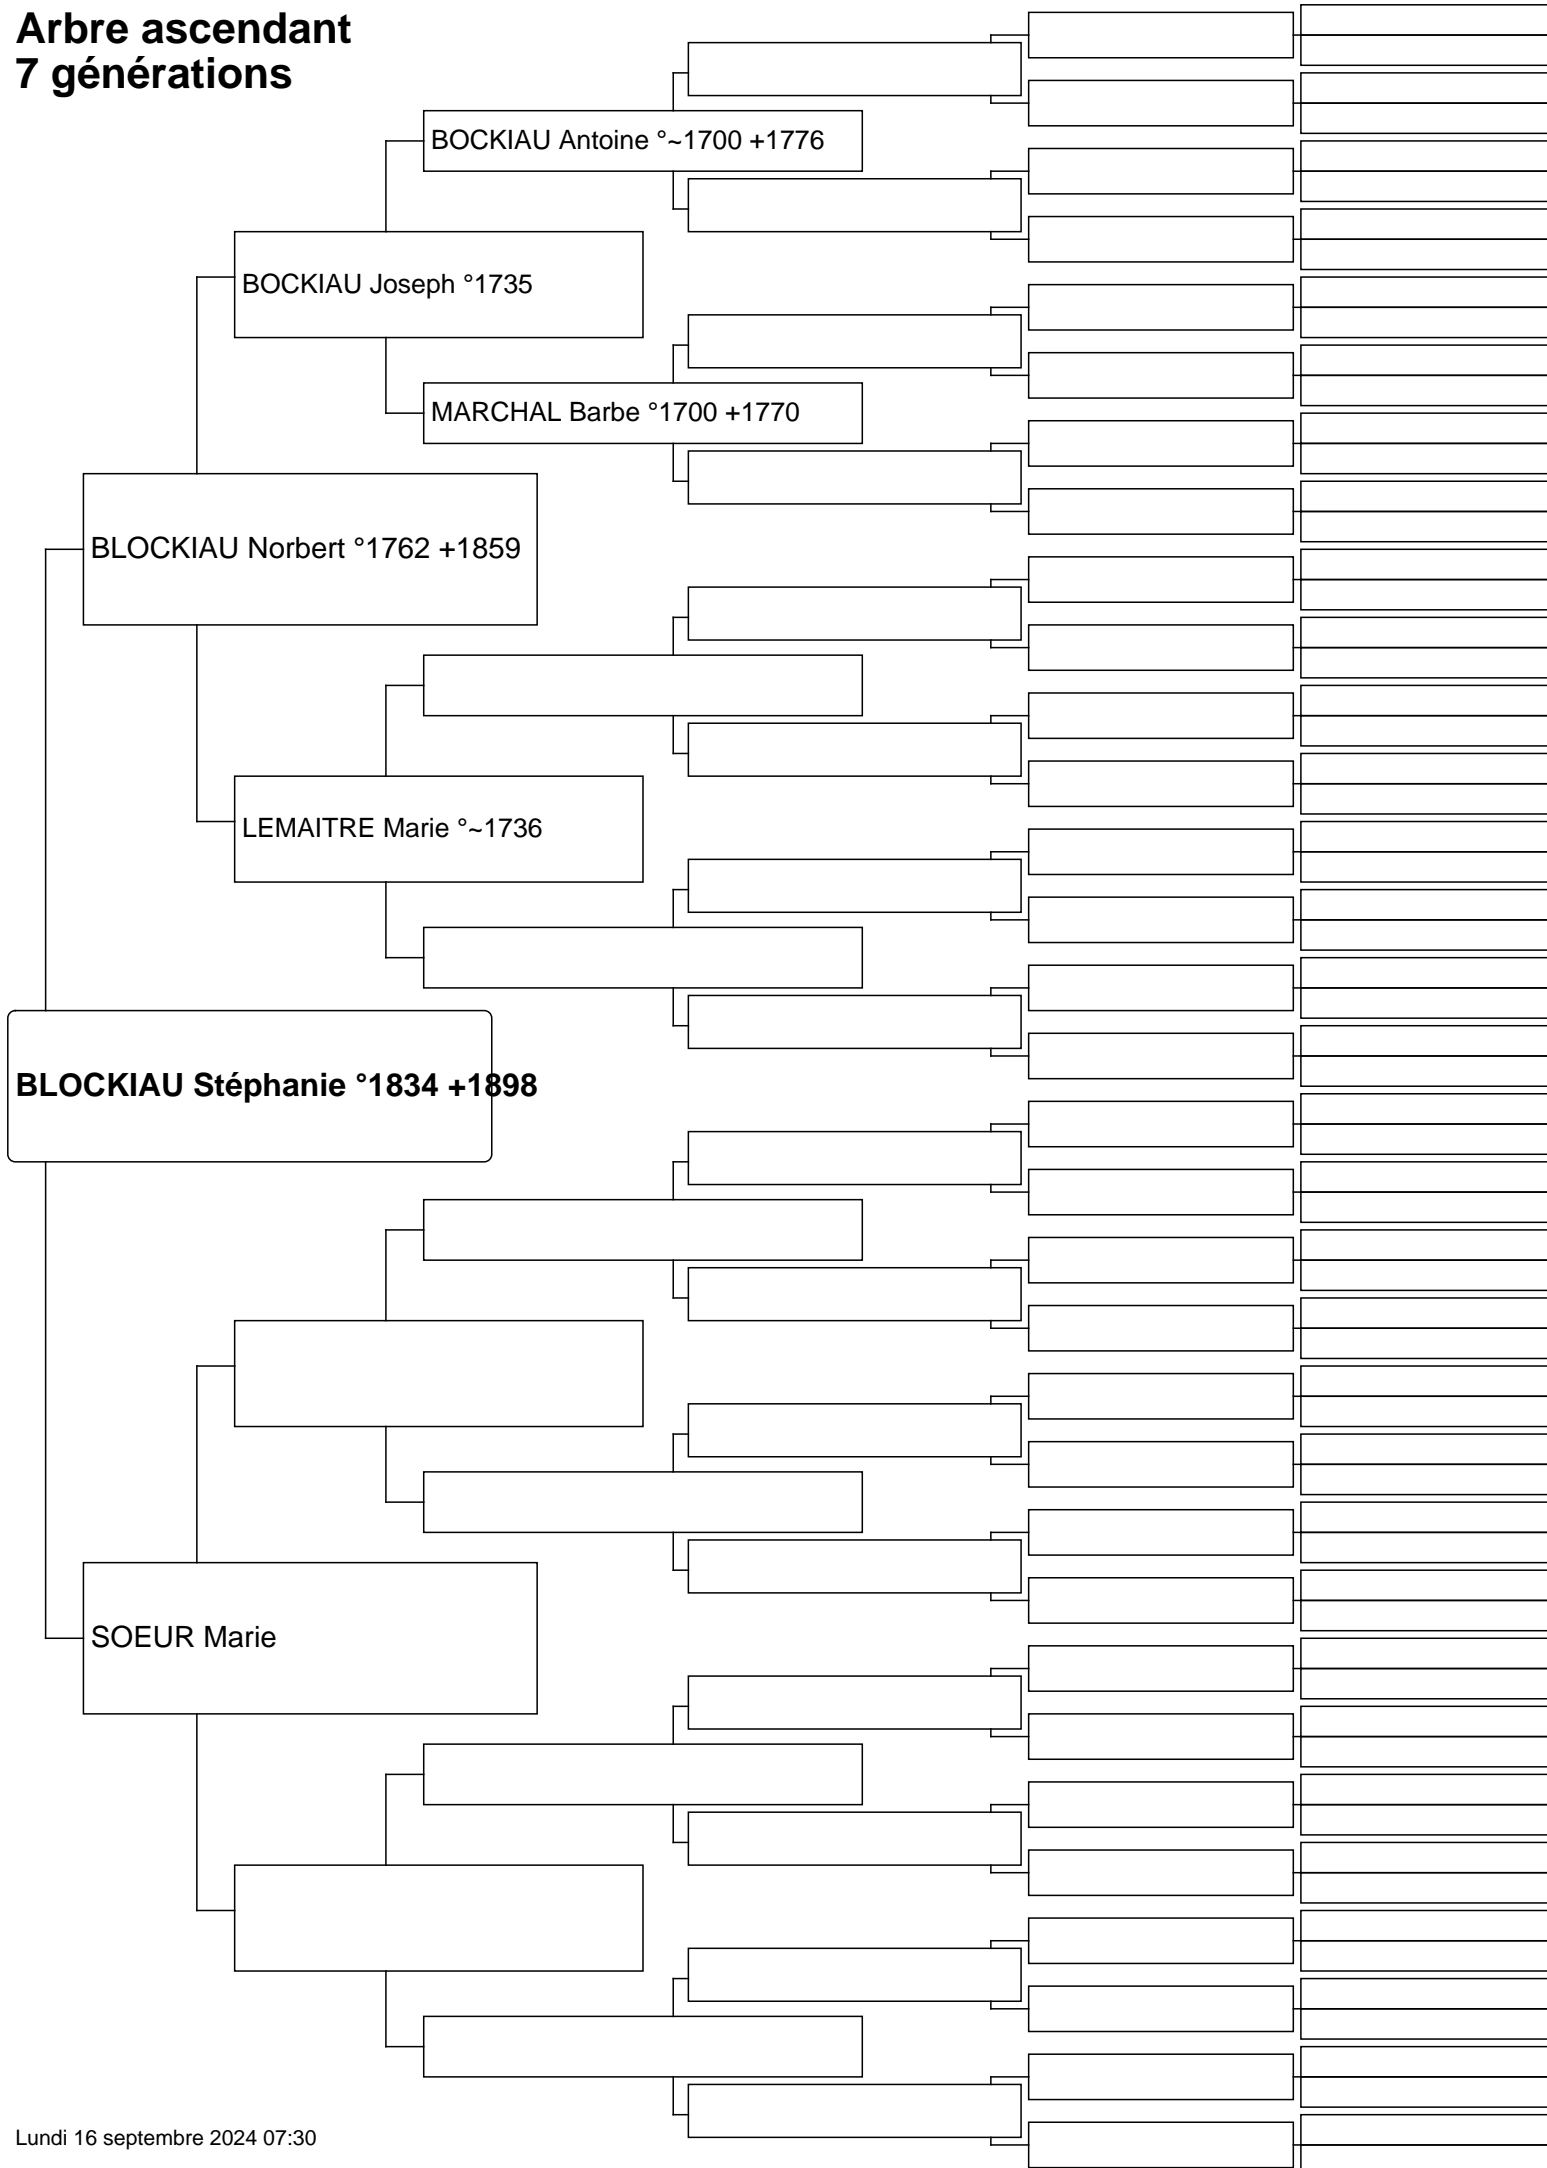 Arbre ascendant
7 générations
BOCKIAU Antoine °~1700 +1776
BOCKIAU Joseph °1735
MARCHAL Barbe °1700 +1770
BLOCKIAU Norbert °1762 +1859
LEMAITRE Marie °~1736
BLOCKIAU Stéphanie °1834 +1898
SOEUR Marie
Lundi 16 septembre 2024 07:30